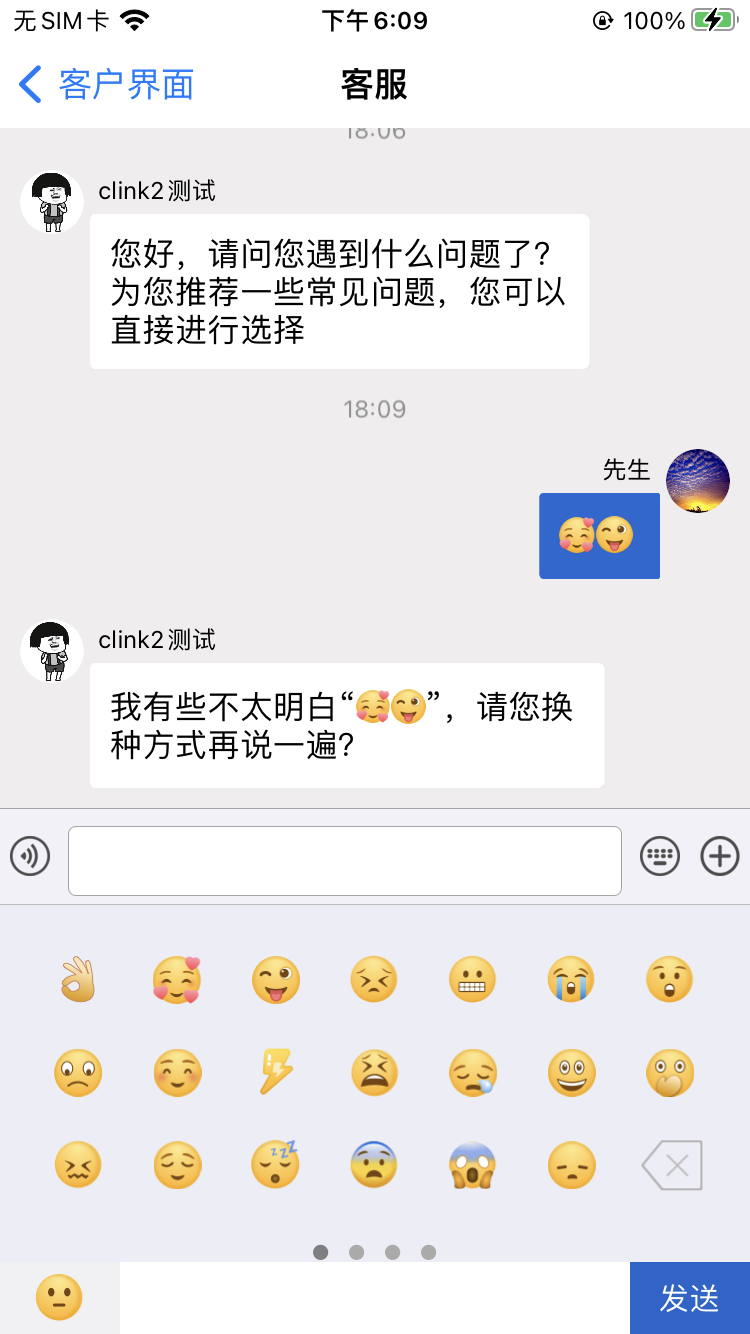 无SIM卡 下午6:09 100%
客户界面 客服
18:06
clink2测试
您好，请问您遇到什么问题了?
为您推荐一些常见问题，您可以
直接进行选择
18:09
先生
🥰😜
clink2测试
我有些不太明白“🥰😜”，请您换
种方式再说一遍?
发送